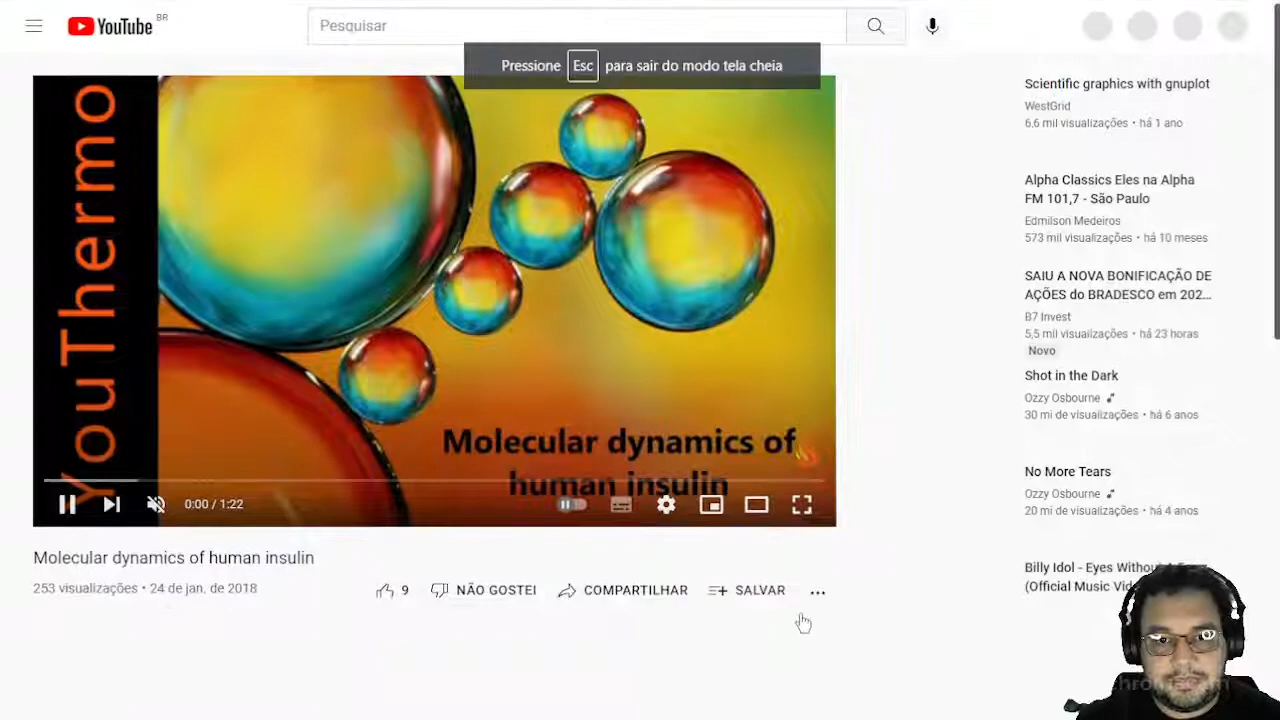 YouTube BR
Pesquisar
Pressione Esc para sair do modo tela cheia
YouThermo
Molecular dynamics of
human insulin
0:00 / 1:22
Molecular dynamics of human insulin
253 visualizações • 24 de jan. de 2018
9
NÃO GOSTEI
COMPARTILHAR
SALVAR
Scientific graphics with gnuplot
WestGrid
6,6 mil visualizações • há 1 ano
Alpha Classics Eles na Alpha
FM 101,7 - São Paulo
Edmilson Medeiros
573 mil visualizações • há 10 meses
SAIU A NOVA BONIFICAÇÃO DE
AÇÕES do BRADESCO em 202...
B7 Invest
5,5 mil visualizações • há 23 horas
Novo
Shot in the Dark
Ozzy Osbourne
30 mi de visualizações • há 6 anos
No More Tears
Ozzy Osbourne
20 mi de visualizações • há 4 anos
Billy Idol - Eyes Without
(Official Music